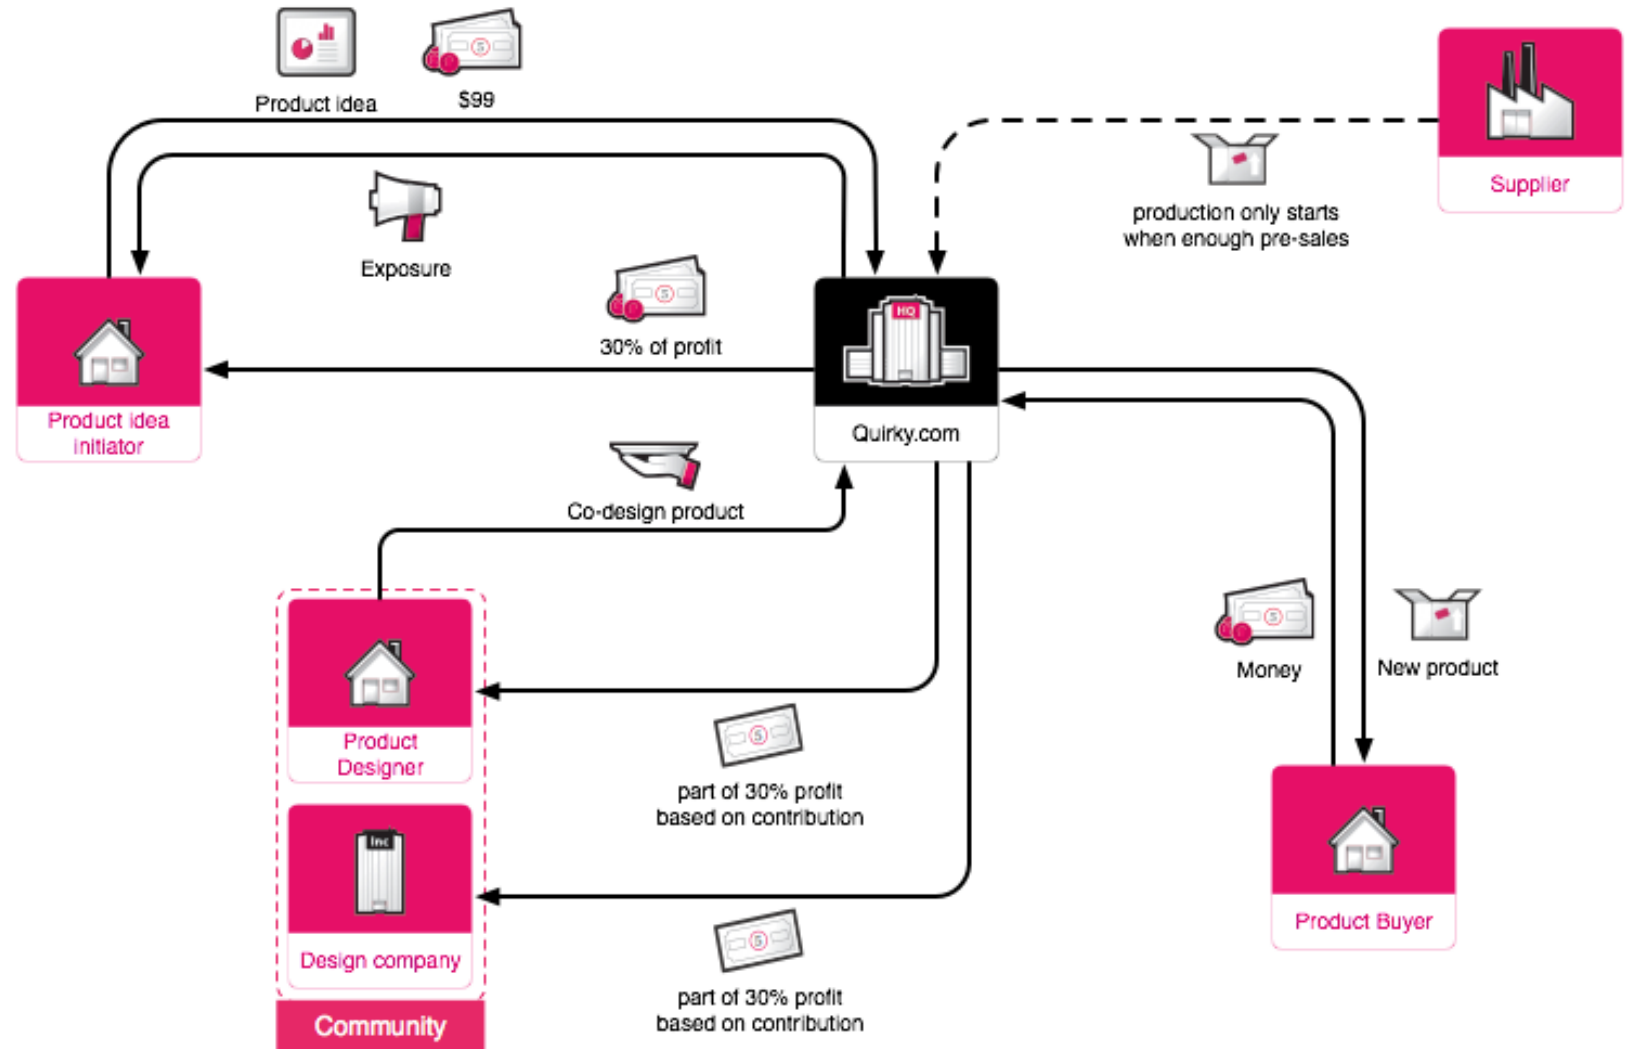 Product idea
$99
Supplier
production only starts
when enough pre-sales
Exposure
30% of profit
HQ
Product idea
initiator
Quirky.com
Co-design product
Money
New product
Product
Designer
part of 30% profit
based on contribution
Inc
Product Buyer
Design company
part of 30% profit
based on contribution
Community